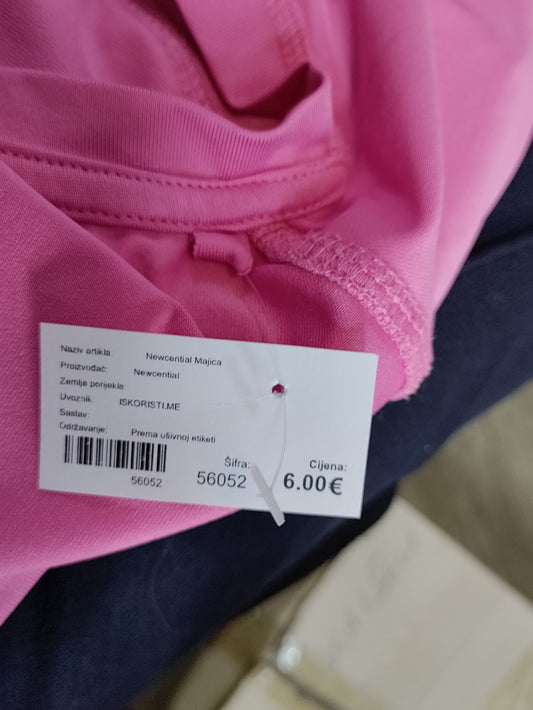 Naziv artikla: Newcential Majica
Proizvođač: Newcential
Zemlja porijekla:
Uvoznik: ISKORISTI.ME
Sastav:
Održavanje: Prema ušivnoj etiketi
56052
Šifra: Cijena:
56052 6.00€